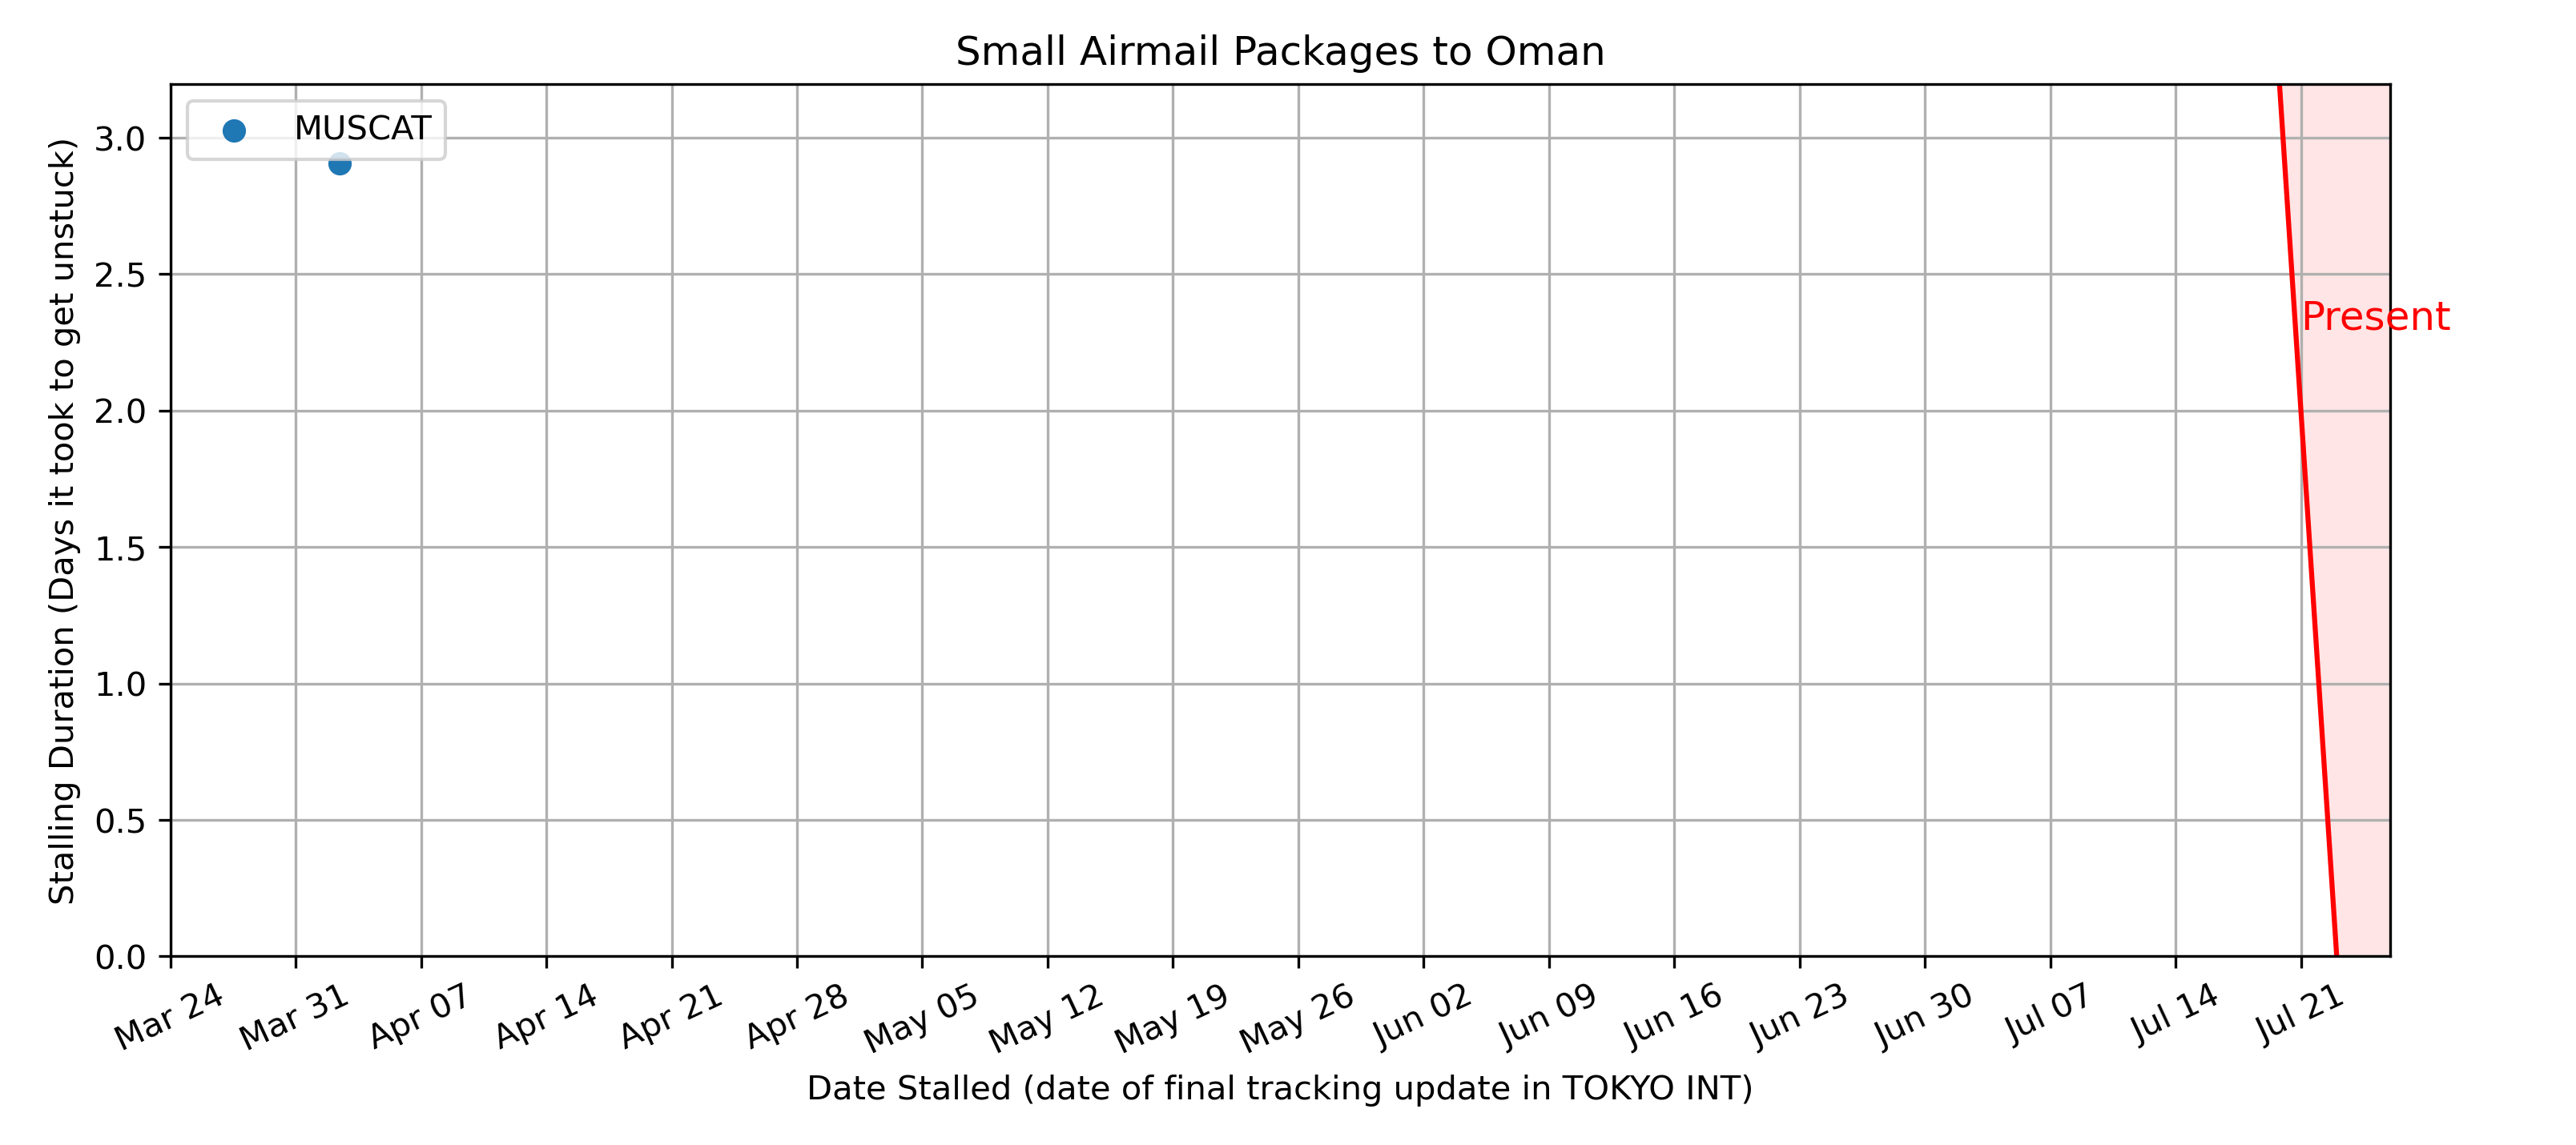 Small Airmail Packages to Oman
MUSCAT
3.0
2.5
2.0
1.5
1.0
0.5
0.0
Stalling Duration (Days it took to get unstuck)
Present
Mar 24
Mar 31
Apr 07
Apr 14
Apr 21
Apr 28
May 05
May 12
May 19
May 26
Jun 02
Jun 09
Jun 16
Jun 23
Jun 30
Jul 07
Jul 14
Jul 21
Date Stalled (date of final tracking update in TOKYO INT)